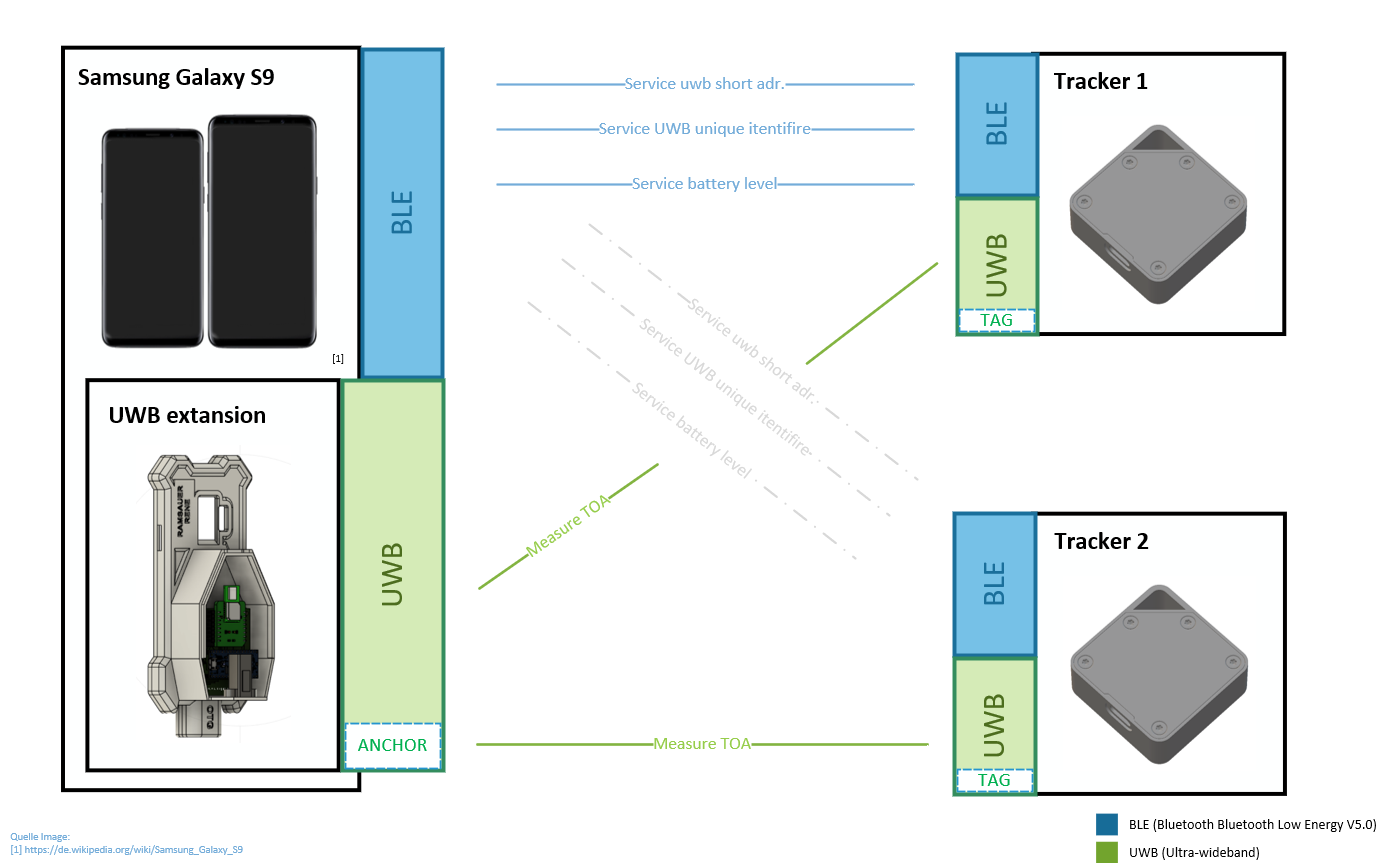 Samsung Galaxy S9
BLE
[1]
UWB extansion
RAMSAUER
RENE
OTG
UWB
ANCHOR
Service uwb short adr.
Service UWB unique itentifire
Service battery level
Service uwb short adr.
Service UWB unique itentifire
Service battery level
Measure TOA
Measure TOA
BLE
UWB
TAG
Tracker 1
BLE
UWB
TAG
Tracker 2
BLE (Bluetooth Bluetooth Low Energy V5.0)
UWB (Ultra-wideband)
Quelle Image:
[1] https://de.wikipedia.org/wiki/Samsung_Galaxy_S9